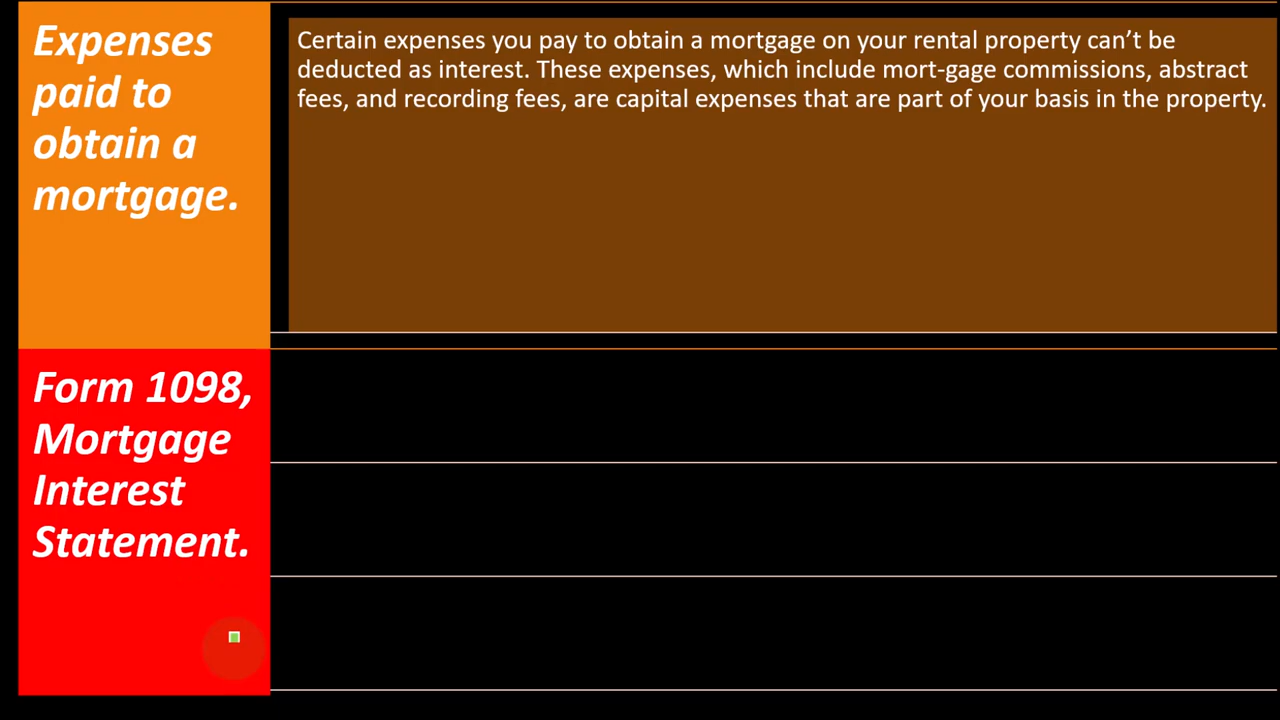 Expenses
paid to
obtain a
mortgage.
Certain expenses you pay to obtain a mortgage on your rental property can’t be
deducted as interest. These expenses, which include mort-gage commissions, abstract
fees, and recording fees, are capital expenses that are part of your basis in the property.
Form 1098,
Mortgage
Interest
Statement.